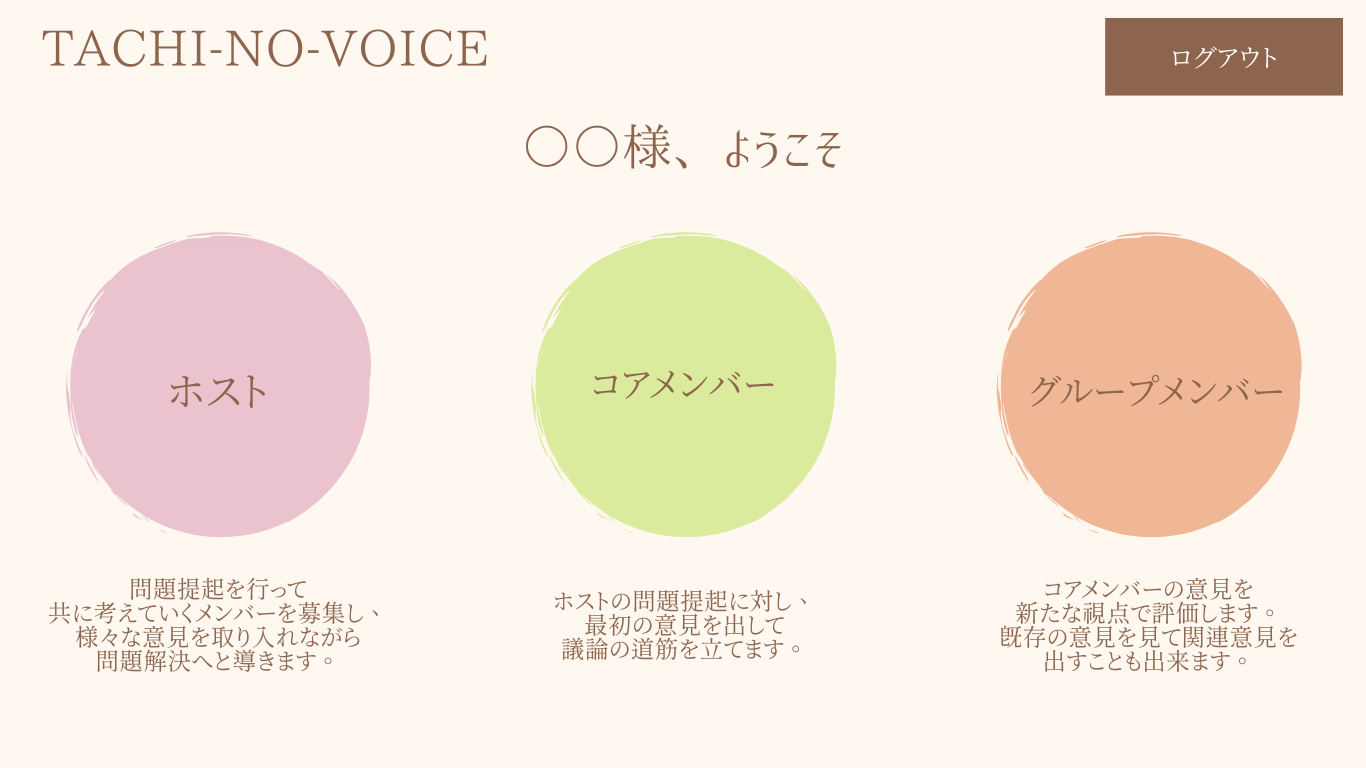 TACHI-NO-VOICE
ログアウト
〇〇様、ようこそ
ホスト
コアメンバー
グループメンバー
問題提起を行って
共に考えていくメンバーを募集し、
様々な意見を取り入れながら
問題解決へと導きます。
ホストの問題提起に対し、
最初の意見を出して
議論の道筋を立てます。
コアメンバーの意見を
新たな視点で評価します。
既存の意見を見て関連意見を
出すことも出来ます。